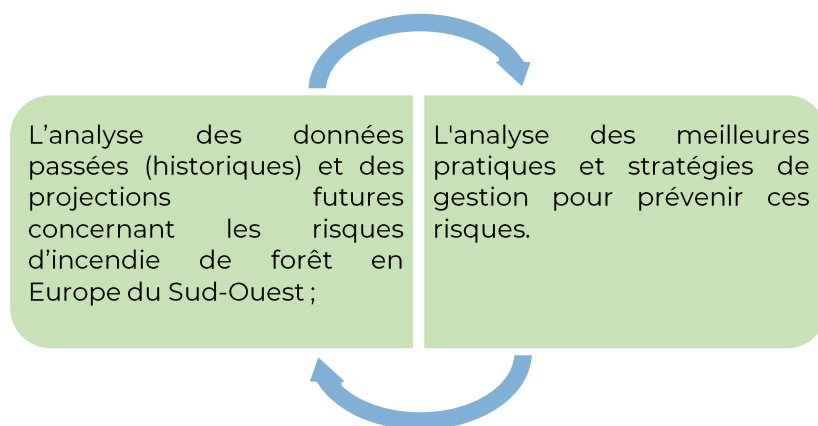 L’analyse des données
passées (historiques) et des
projections futures
concernant les risques
d’incendie de forêt en
Europe du Sud-Ouest ;
L'analyse des meilleures
pratiques et stratégies de
gestion pour prévenir ces
risques.